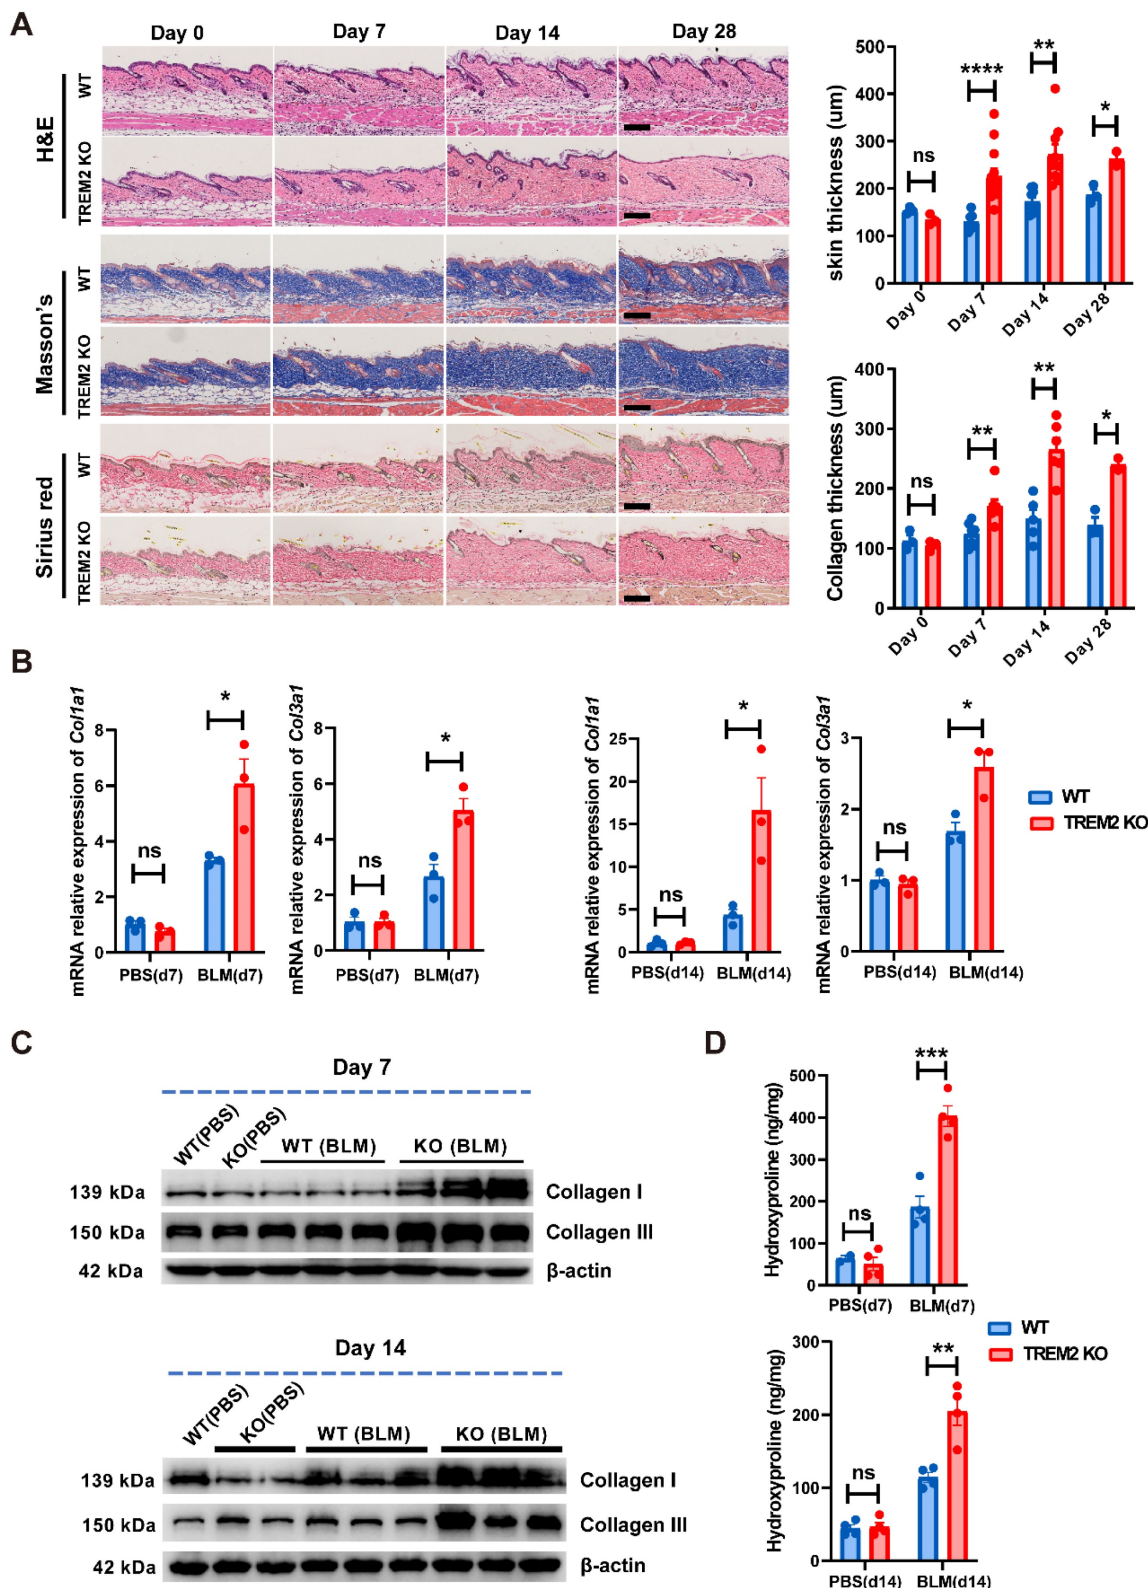 A
Day 0
Day 7
Day 14
Day 28
H&E
WT
TREM2 KO
Masson's
WT
TREM2 KO
Sirius red
WT
TREM2 KO
skin thickness (um)
500
400
300
200
100
0
ns
****
**
*
Day 0
Day 7
Day 14
Day 28
Collagen thickness (um)
400
300
200
100
0
ns
**
**
*
Day 0
Day 7
Day 14
Day 28
B
mRNA relative expression of Col1a1
8
6
4
2
0
ns
*
PBS(d7)
BLM(d7)
mRNA relative expression of Col3a1
8
6
4
2
0
ns
*
PBS(d7)
BLM(d7)
mRNA relative expression of Col1a1
25
20
15
10
5
0
ns
*
PBS(d14)
BLM(d14)
mRNA relative expression of Col3a1
3
2
1
0
ns
*
PBS(d14)
BLM(d14)
WT
TREM2 KO
C
Day 7
WT(PBS)
KO(PBS)
WT (BLM)
KO (BLM)
139 kDa
Collagen I
150 kDa
Collagen III
42 kDa
β-actin
Day 14
WT(PBS)
KO(PBS)
WT (BLM)
KO (BLM)
139 kDa
Collagen I
150 kDa
Collagen III
42 kDa
β-actin
D
Hydroxyproline (ng/mg)
500
400
300
200
100
0
ns
***
PBS(d7)
BLM(d7)
WT
TREM2 KO
Hydroxyproline (ng/mg)
300
200
100
0
ns
**
PBS(d14)
BLM(d14)